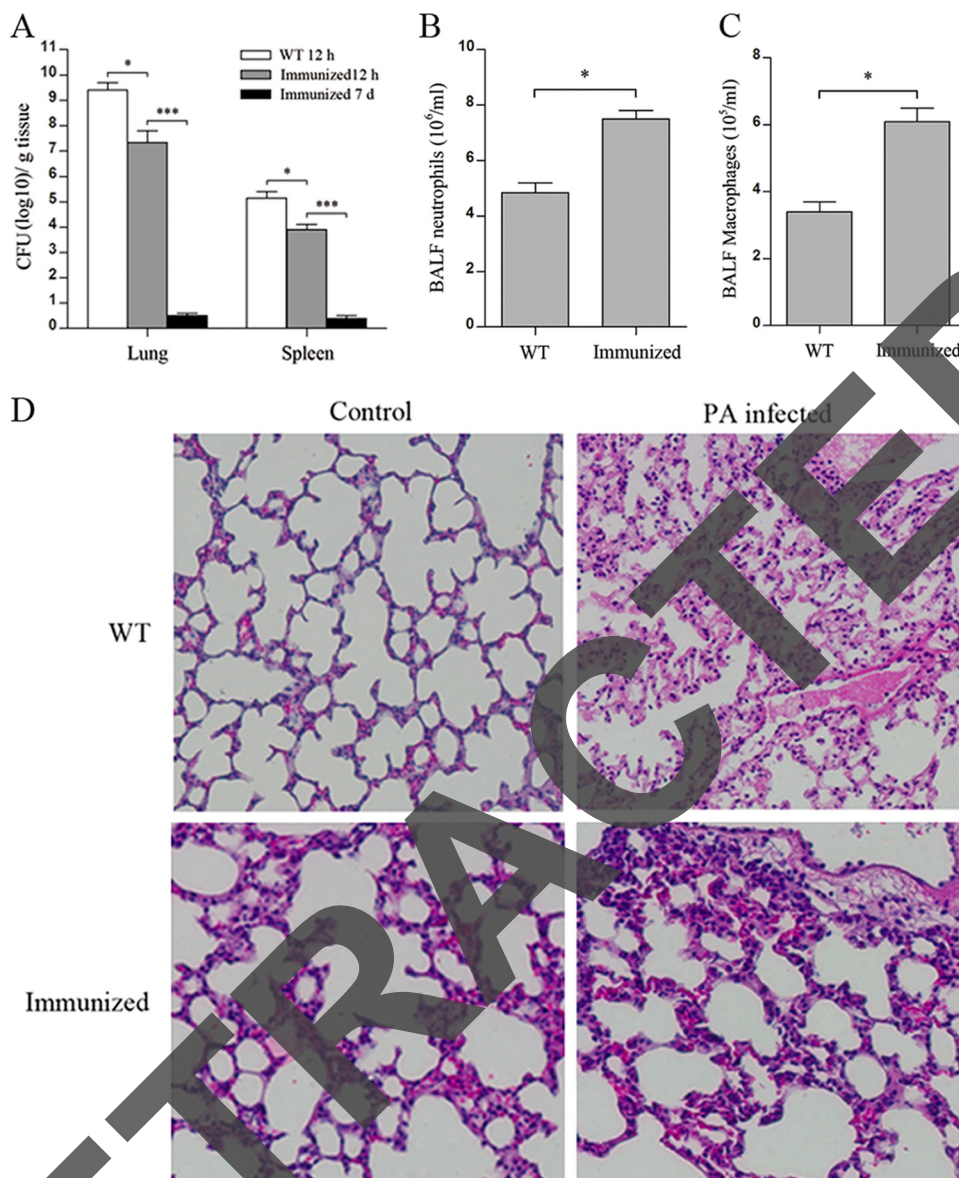 A
CFU (log10)/ g tissue
11
10
9
8
7
6
5
4
3
2
1
0
WT 12 h
Immunized12 h
Immunized 7 d
*
***
*
***
Lung
Spleen
B
BALF neutrophils (10⁶/ml)
10
8
6
4
2
0
*
WT
Immunized
C
BALF Macrophages (10⁵/ml)
8
6
4
2
0
*
WT
Immunized
D
Control
PA infected
WT
Immunized
TRACTED